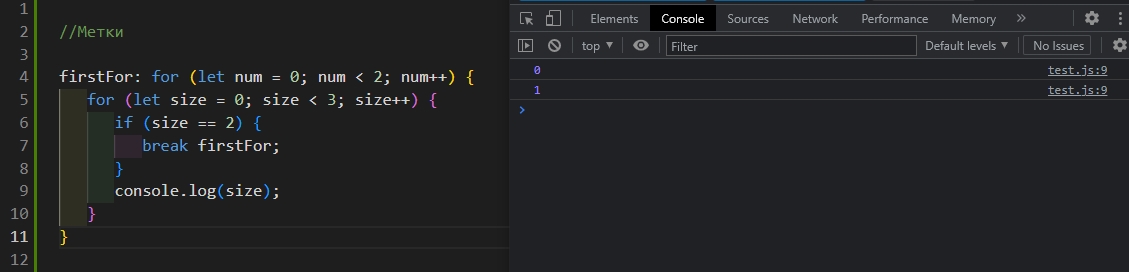 1
2 //Метки
3
4 firstFor: for (let num = 0; num < 2; num++) {
5 for (let size = 0; size < 3; size++) {
6 if (size == 2) {
7 break firstFor;
8 }
9 console.log(size);
10 }
11 }
12
Elements Console Sources Network Performance Memory »
top ▼ Filter Default levels ▼ No Issues
0 test.js:9
1 test.js:9
>